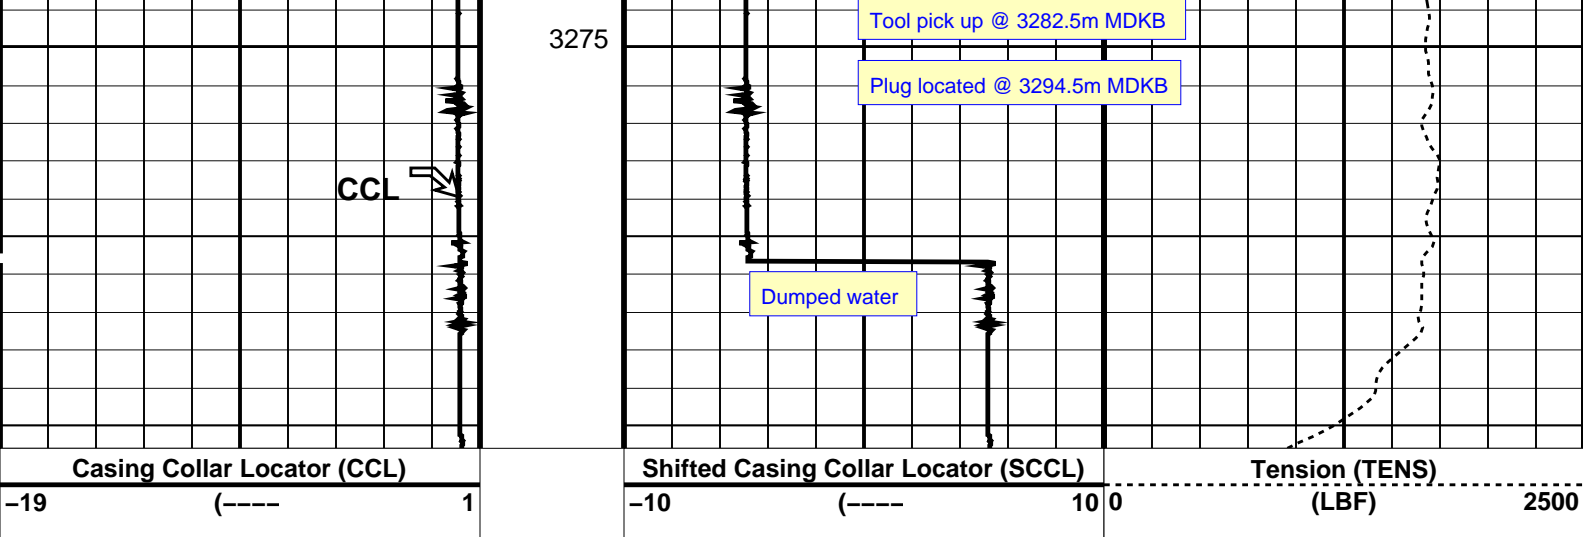 Tool pick up @ 3282.5m MDKB
3275
Plug located @ 3294.5m MDKB
CCL
Dumped water
Casing Collar Locator (CCL)
−19 (−−−− 1
Shifted Casing Collar Locator (SCCL)
−10 (−−−− 10
Tension (TENS)
0 (LBF) 2500